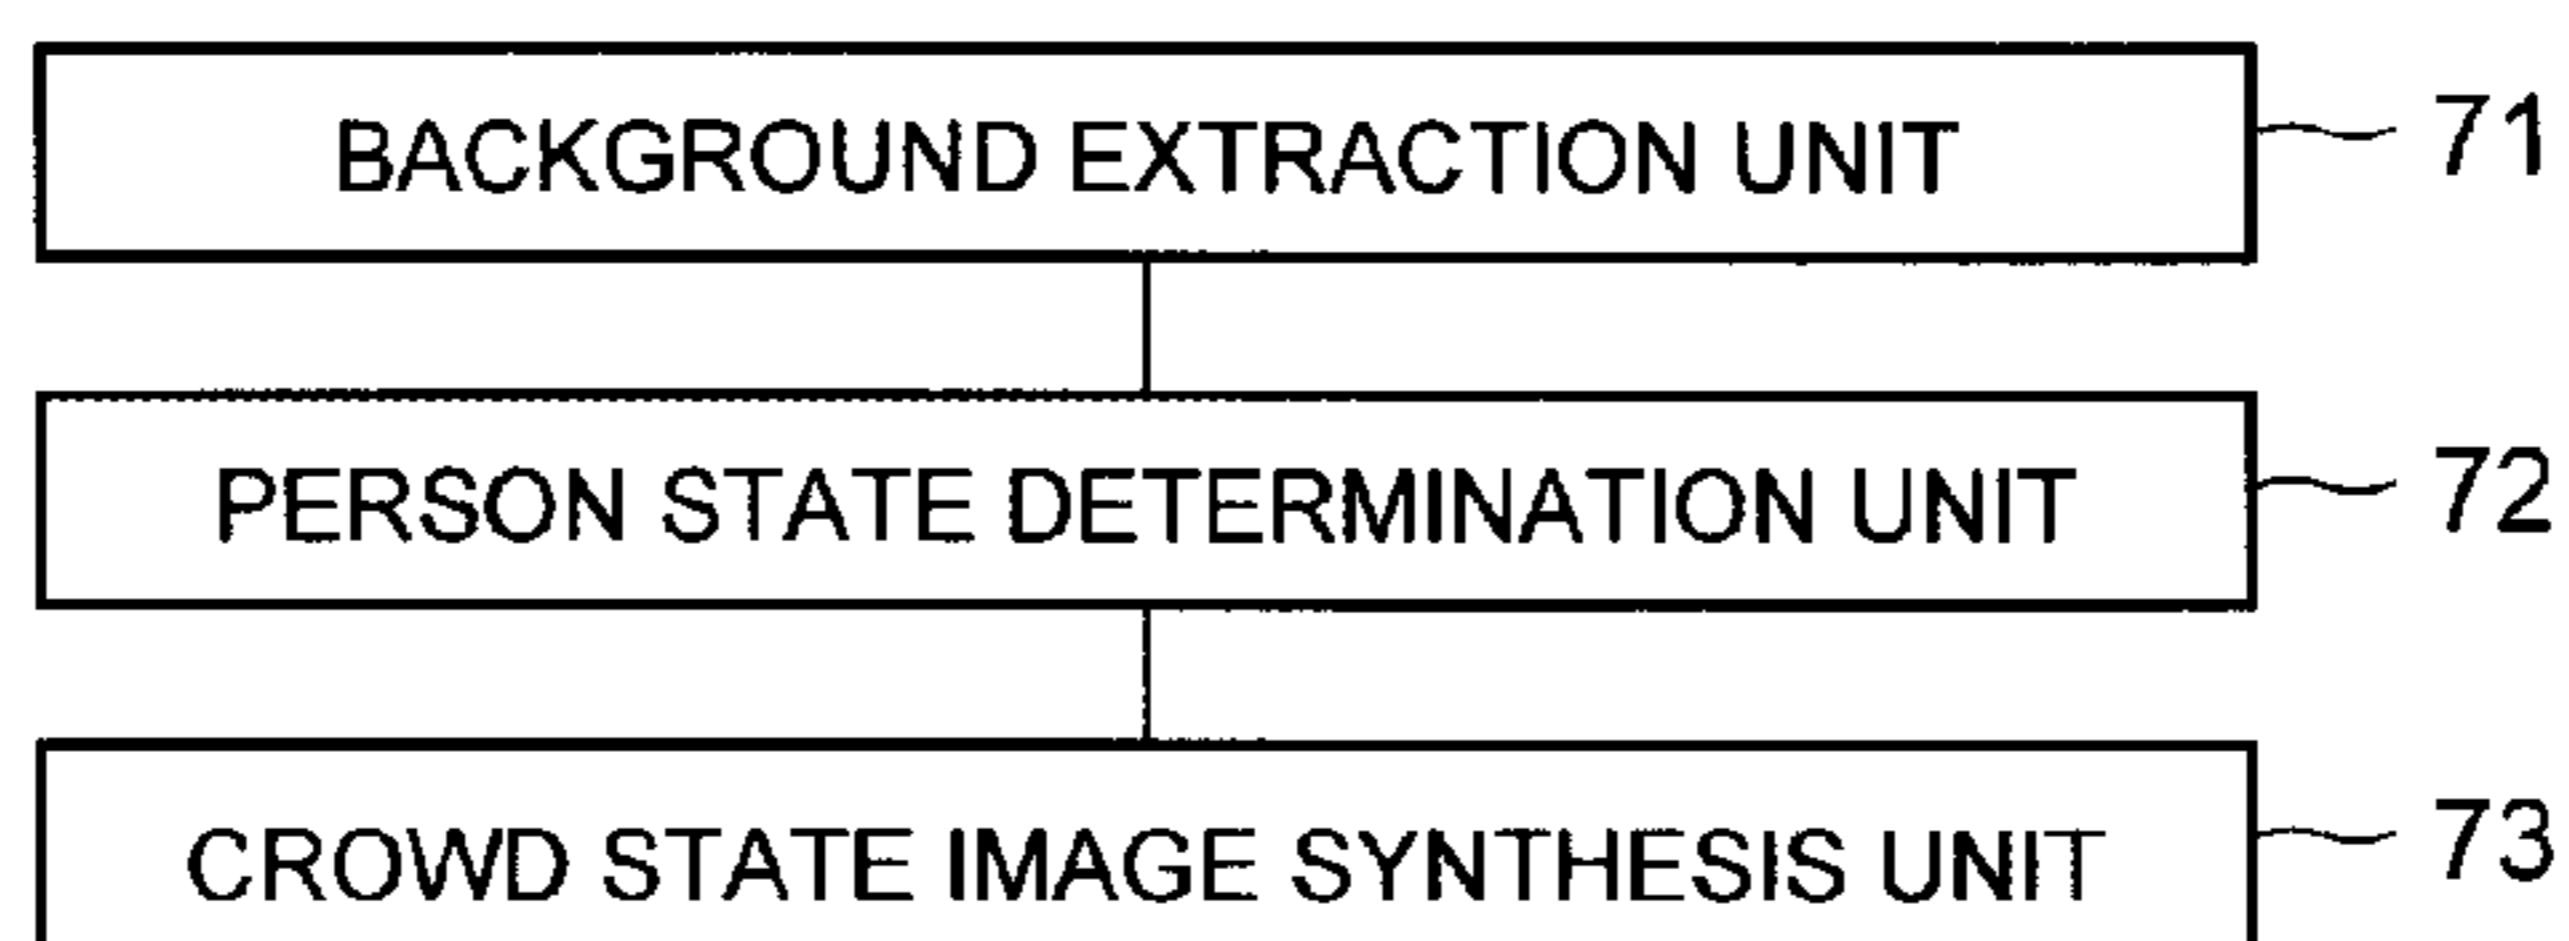 BACKGROUND EXTRACTION UNIT 71
PERSON STATE DETERMINATION UNIT 72
CROWD STATE IMAGE SYNTHESIS UNIT 73